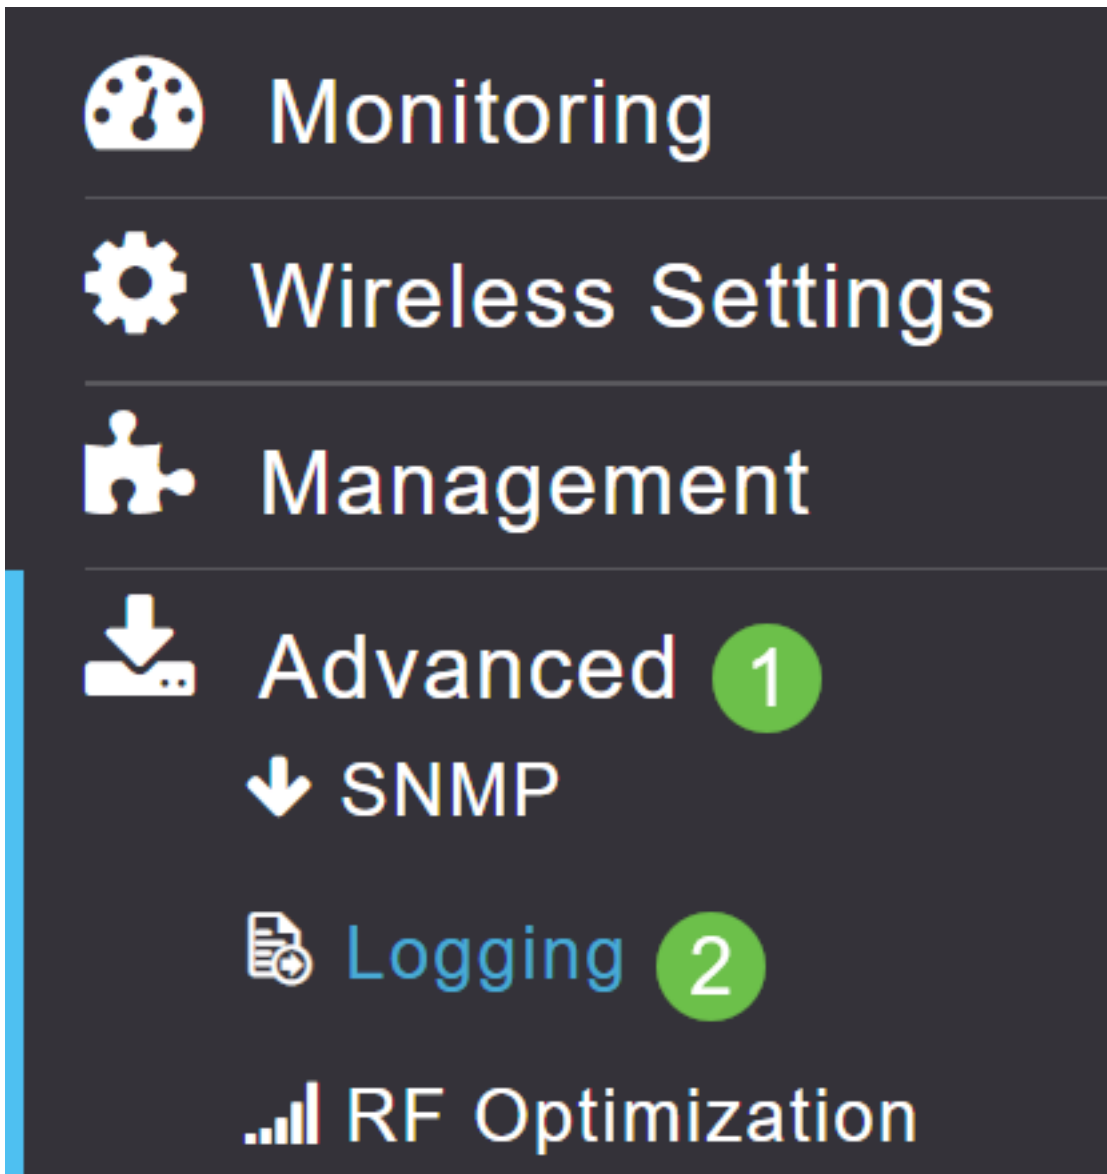 Monitoring
Wireless Settings
Management
Advanced 1
SNMP
Logging 2
RF Optimization